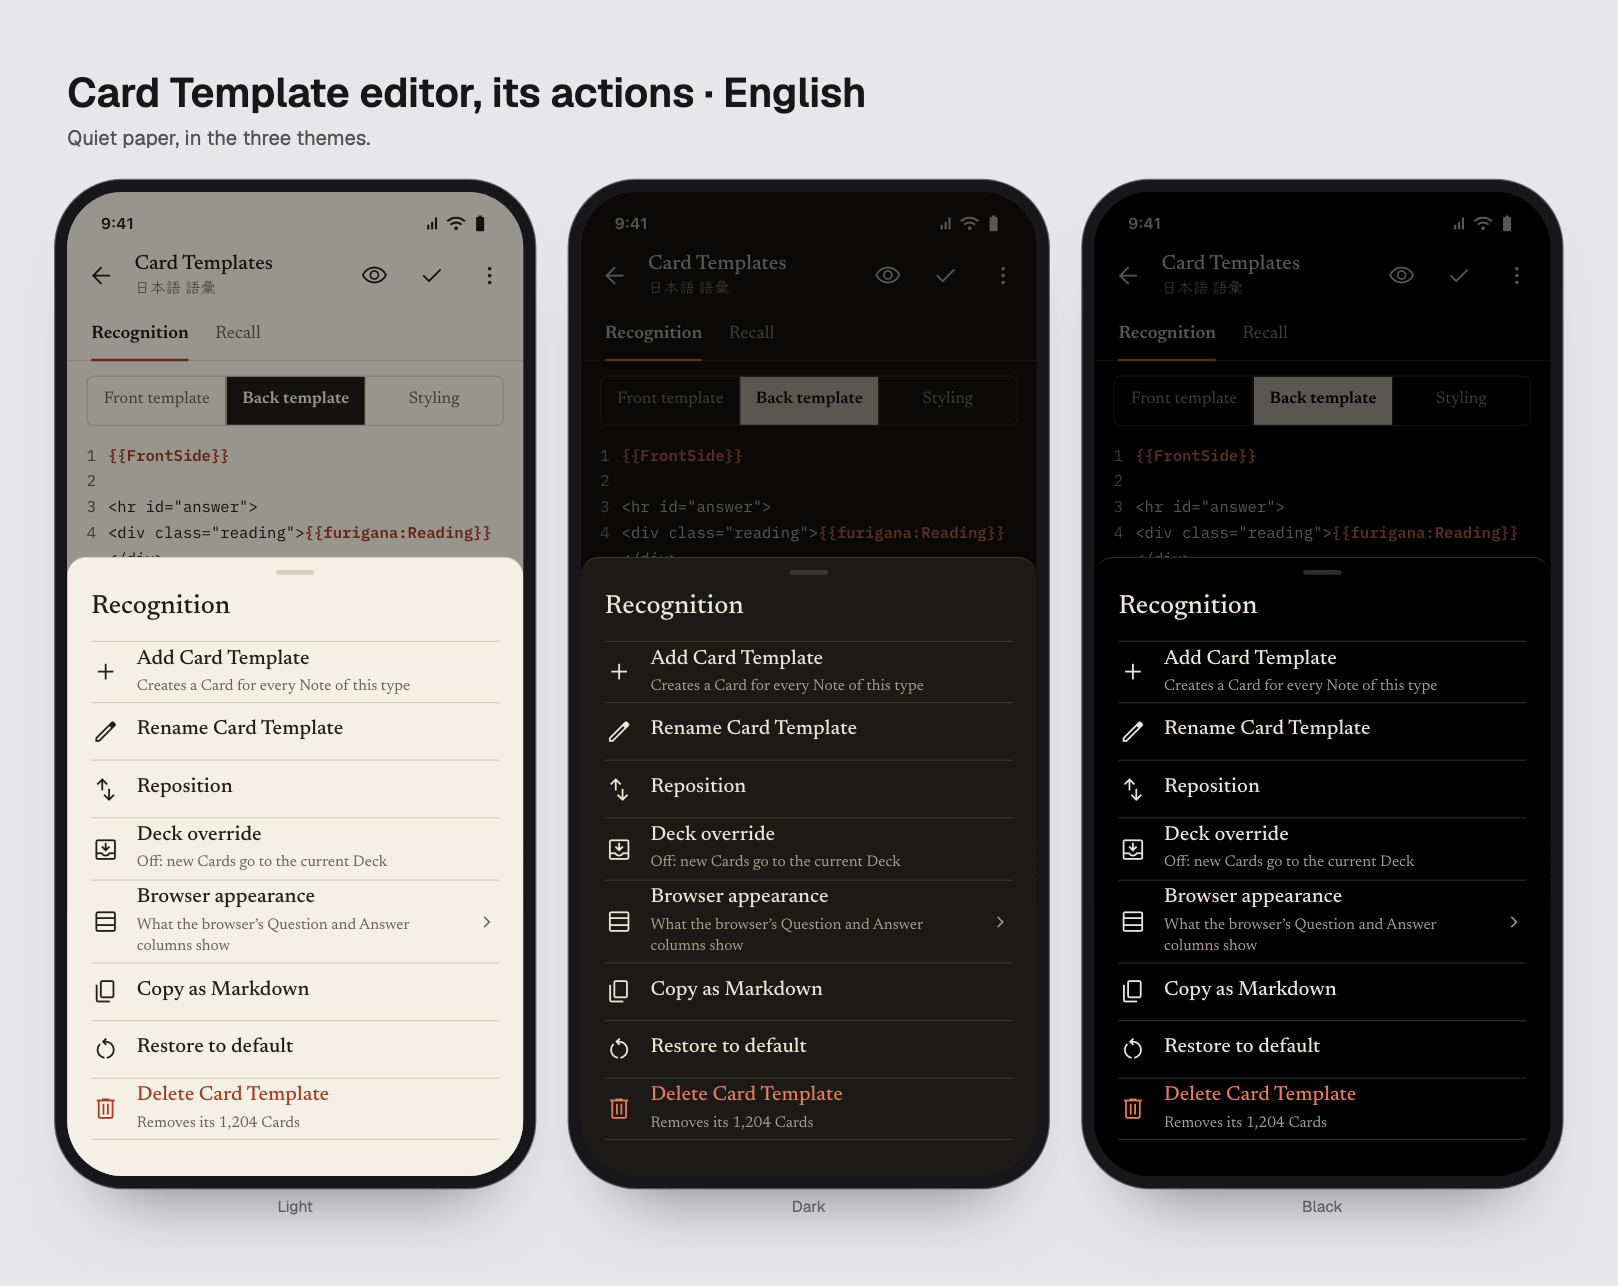 Card Template editor, its actions · English
Quiet paper, in the three themes.
9:41
Card Templates
日本語 語彙
Recognition Recall
Front template Back template Styling
1 {{FrontSide}}
2
3 <hr id="answer">
4 <div class="reading">{{furigana:Reading}}
</div>
Recognition
Add Card Template
Creates a Card for every Note of this type
Rename Card Template
Reposition
Deck override
Off: new Cards go to the current Deck
Browser appearance
What the browser’s Question and Answer
columns show
Copy as Markdown
Restore to default
Delete Card Template
Removes its 1,204 Cards
Light
9:41
Card Templates
日本語 語彙
Recognition Recall
Front template Back template Styling
1 {{FrontSide}}
2
3 <hr id="answer">
4 <div class="reading">{{furigana:Reading}}
</div>
Recognition
Add Card Template
Creates a Card for every Note of this type
Rename Card Template
Reposition
Deck override
Off: new Cards go to the current Deck
Browser appearance
What the browser’s Question and Answer
columns show
Copy as Markdown
Restore to default
Delete Card Template
Removes its 1,204 Cards
Dark
9:41
Card Templates
日本語 語彙
Recognition Recall
Front template Back template Styling
1 {{FrontSide}}
2
3 <hr id="answer">
4 <div class="reading">{{furigana:Reading}}
</div>
Recognition
Add Card Template
Creates a Card for every Note of this type
Rename Card Template
Reposition
Deck override
Off: new Cards go to the current Deck
Browser appearance
What the browser’s Question and Answer
columns show
Copy as Markdown
Restore to default
Delete Card Template
Removes its 1,204 Cards
Black